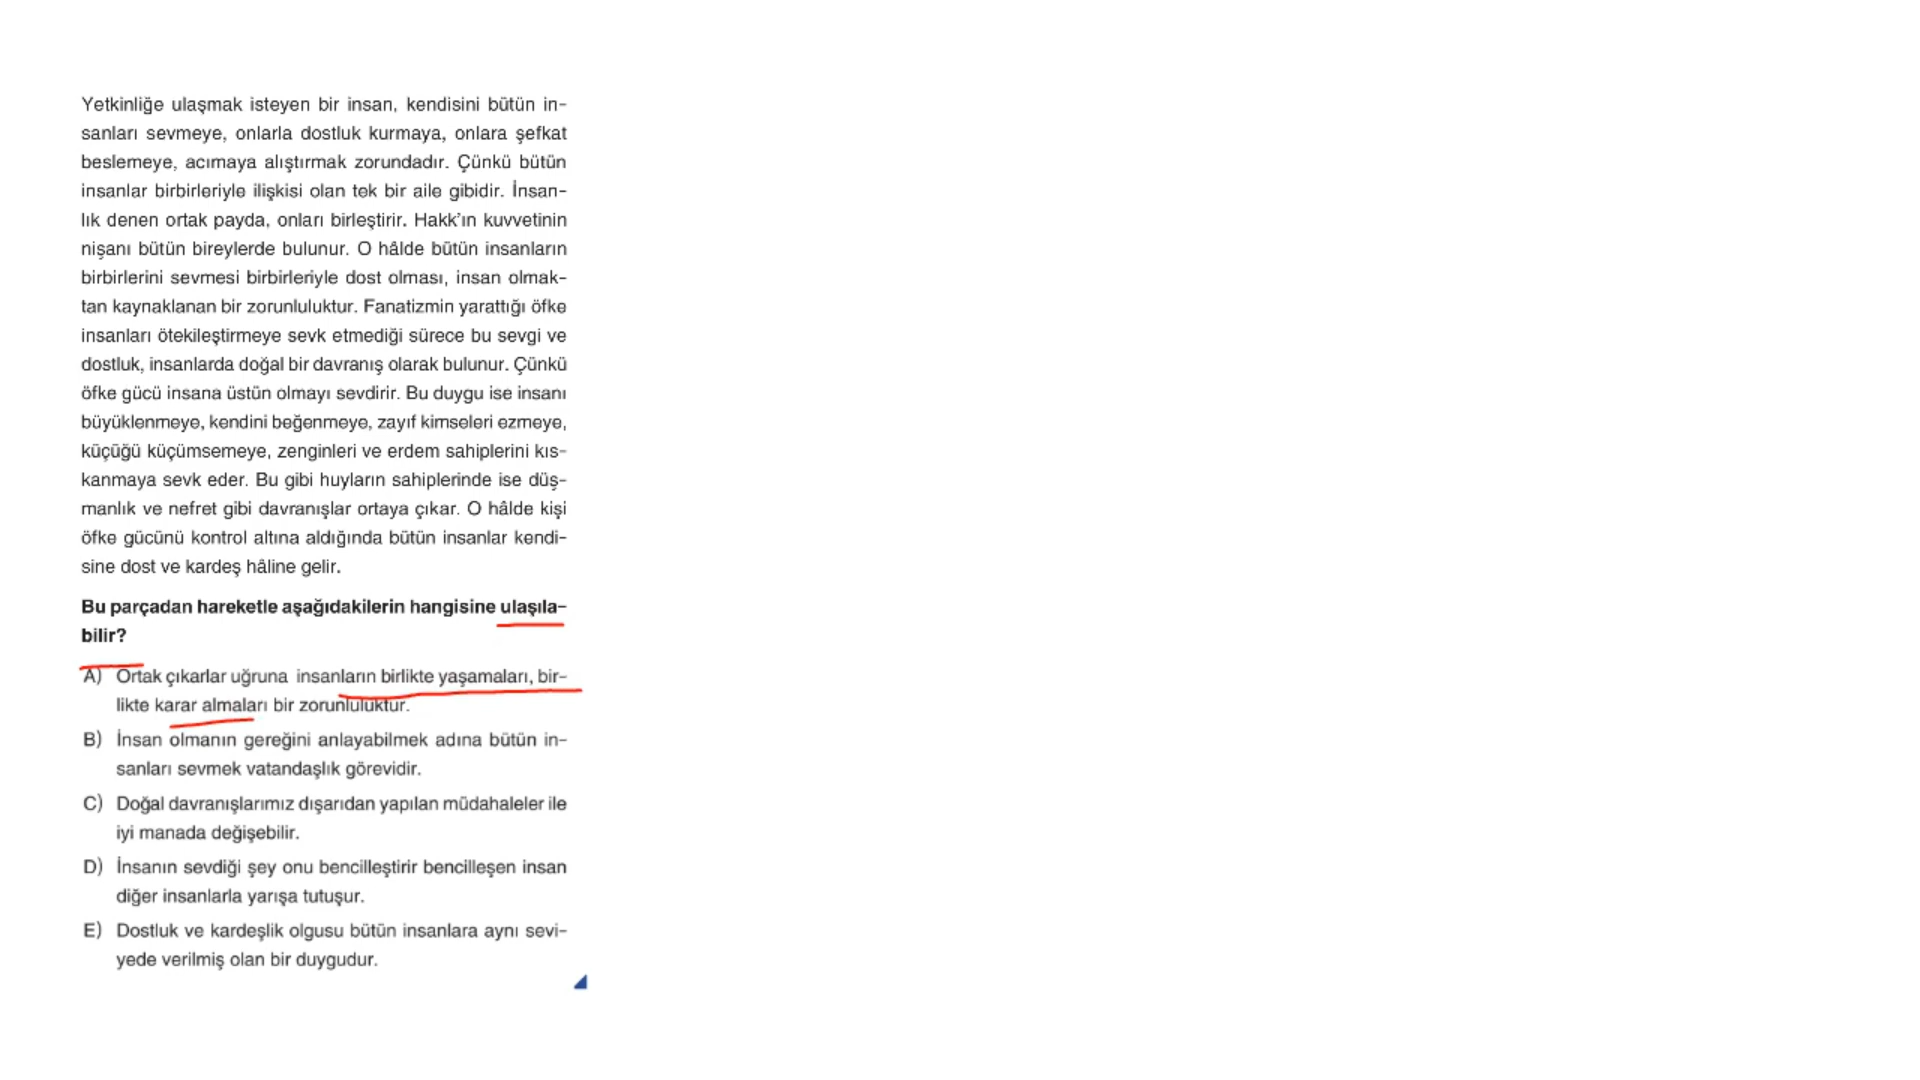 Yetkinliğe ulaşmak isteyen bir insan, kendisini bütün in-
sanları sevmeye, onlarla dostluk kurmaya, onlara şefkat
beslemeye, acımaya alıştırmak zorundadır. Çünkü bütün
insanlar birbirleriyle ilişkisi olan tek bir aile gibidir. İnsan-
lık denen ortak payda, onları birleştirir. Hakk'ın kuvvetinin
nişanı bütün bireylerde bulunur. O hâlde bütün insanların
birbirlerini sevmesi birbirleriyle dost olması, insan olmak-
tan kaynaklanan bir zorunluluktur. Fanatizmin yarattığı öfke
insanları ötekileştirmeye sevk etmediği sürece bu sevgi ve
dostluk, insanlarda doğal bir davranış olarak bulunur. Çünkü
öfke gücü insana üstün olmayı sevdirir. Bu duygu ise insanı
büyüklenmeye, kendini beğenmeye, zayıf kimseleri ezmeye,
küçüğü küçümsemeye, zenginleri ve erdem sahiplerini kıs-
kanmaya sevk eder. Bu gibi huyların sahiplerinde ise düş-
manlık ve nefret gibi davranışlar ortaya çıkar. O hâlde kişi
öfke gücünü kontrol altına aldığında bütün insanlar kendi-
sine dost ve kardeş hâline gelir.
Bu parçadan hareketle aşağıdakilerin hangisine ulaşıla-
bilir?
A) Ortak çıkarlar uğruna insanların birlikte yaşamaları, bir-
likte karar almaları bir zorunluluktur.
B) İnsan olmanın gereğini anlayabilmek adına bütün in-
sanları sevmek vatandaşlık görevidir.
C) Doğal davranışlarımız dışarıdan yapılan müdahaleler ile
iyi manada değişebilir.
D) İnsanın sevdiği şey onu bencilleştirir bencilleşen insan
diğer insanlarla yarışa tutuşur.
E) Dostluk ve kardeşlik olgusu bütün insanlara aynı sevi-
yede verilmiş olan bir duygudur.